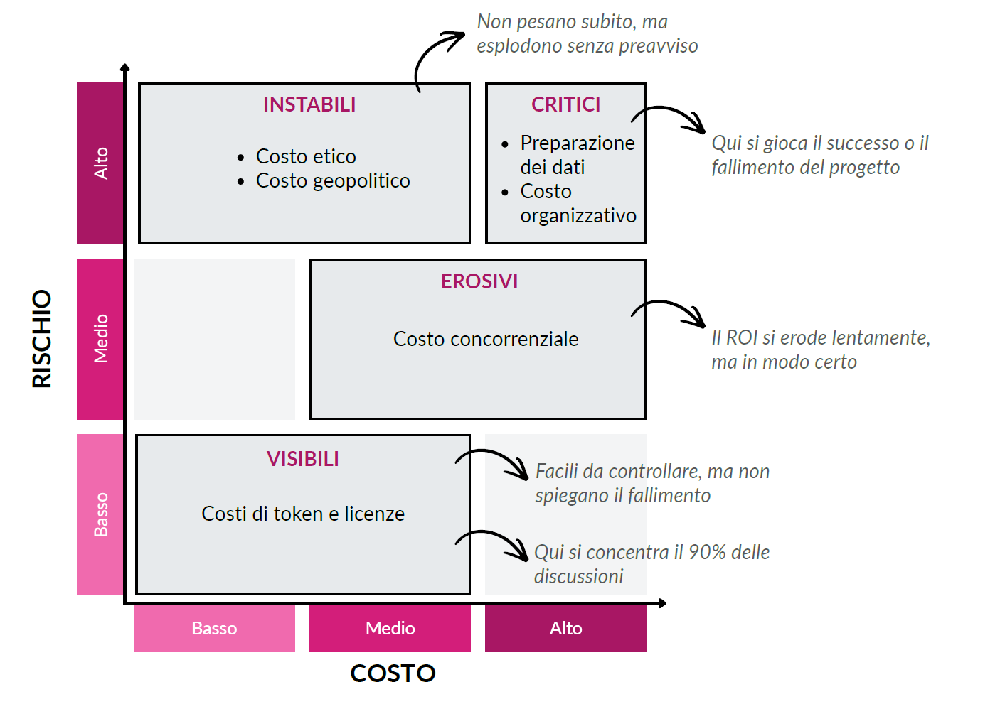 Non pesano subito, ma
esplodono senza preavviso
INSTABILI
• Costo etico
• Costo geopolitico
CRITICI
• Preparazione
dei dati
• Costo
organizzativo
Qui si gioca il successo o il
fallimento del progetto
Alto
EROSIVI
Costo concorrenziale
Il ROI si erode lentamente,
ma in modo certo
Medio
RISCHIO
VISIBILI
Costi di token e licenze
Facili da controllare, ma non
spiegano il fallimento
Qui si concentra il 90% delle
discussioni
Basso
Basso
Medio
Alto
COSTO